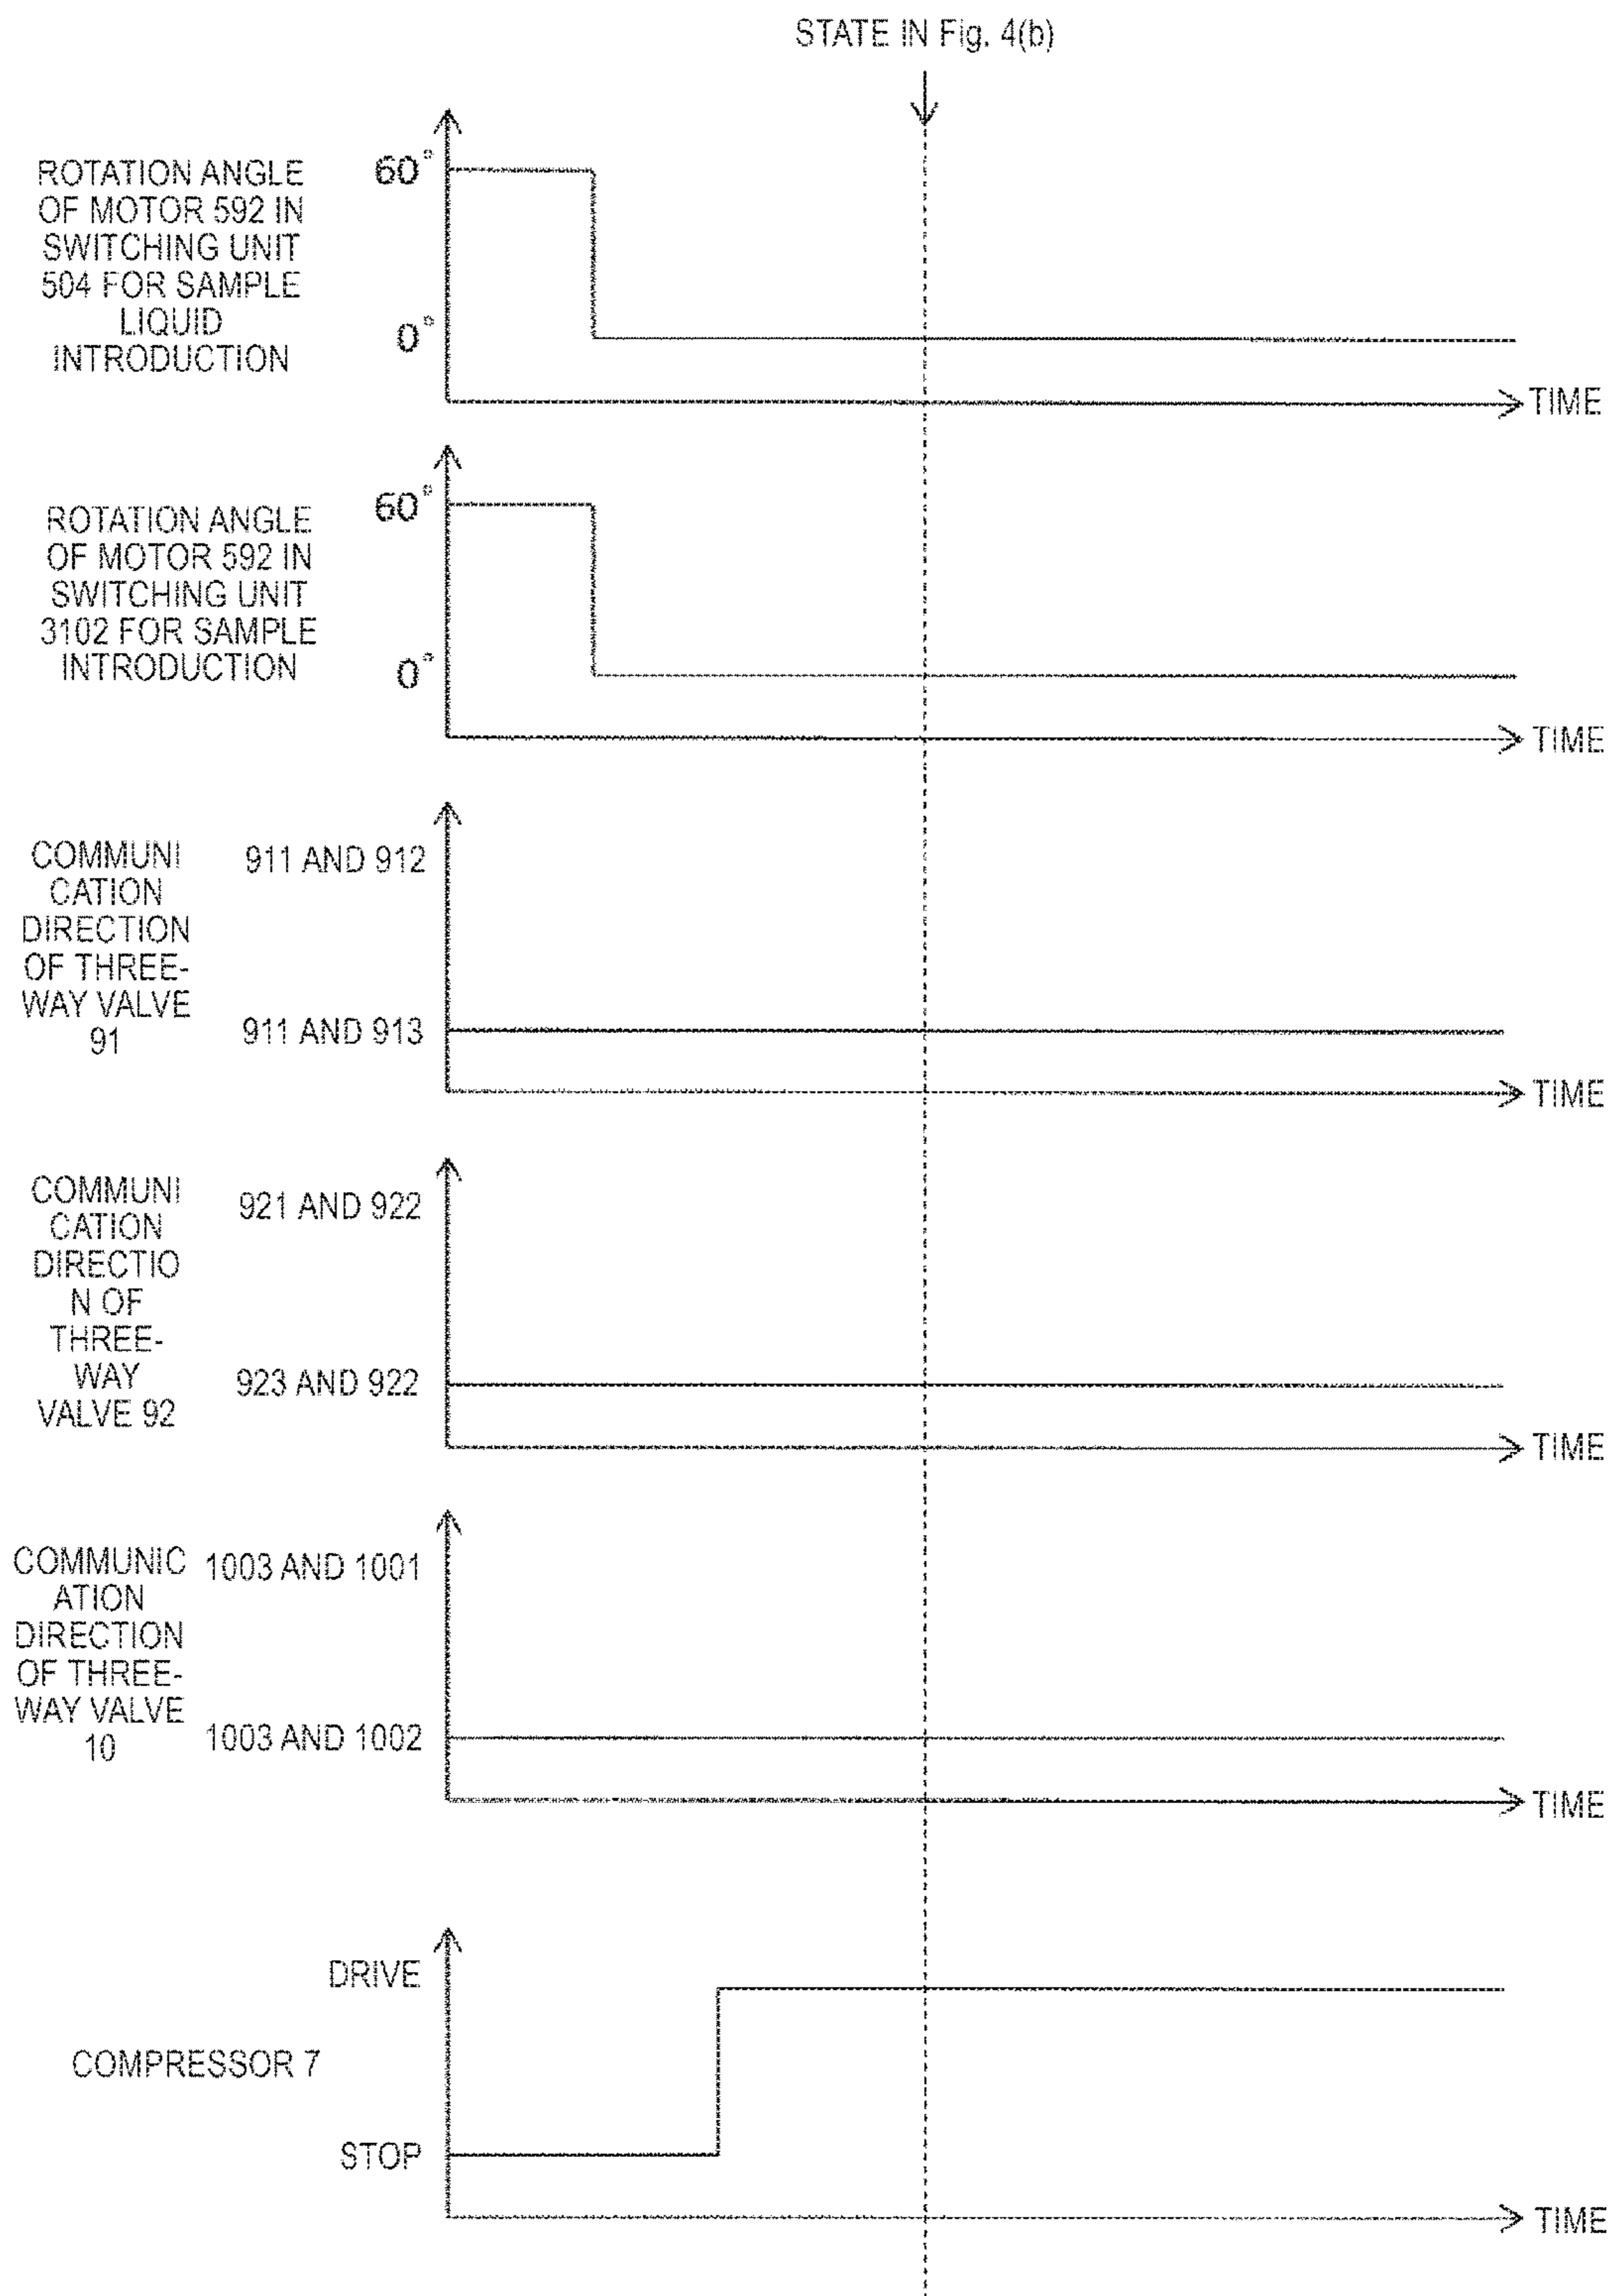 STATE IN Fig. 4(b)
ROTATION ANGLE
OF MOTOR 592 IN
SWITCHING UNIT
504 FOR SAMPLE
LIQUID
INTRODUCTION
60°
0°
TIME
ROTATION ANGLE
OF MOTOR 592 IN
SWITCHING UNIT
3102 FOR SAMPLE
INTRODUCTION
60°
0°
TIME
COMMUNI
CATION
DIRECTION
OF THREE-
WAY VALVE
91
911 AND 912
911 AND 913
TIME
COMMUNI
CATION
DIRECTIO
N OF
THREE-
WAY
VALVE 92
921 AND 922
923 AND 922
TIME
COMMUNIC
ATION
DIRECTION
OF THREE-
WAY VALVE
10
1003 AND 1001
1003 AND 1002
TIME
COMPRESSOR 7
DRIVE
STOP
TIME